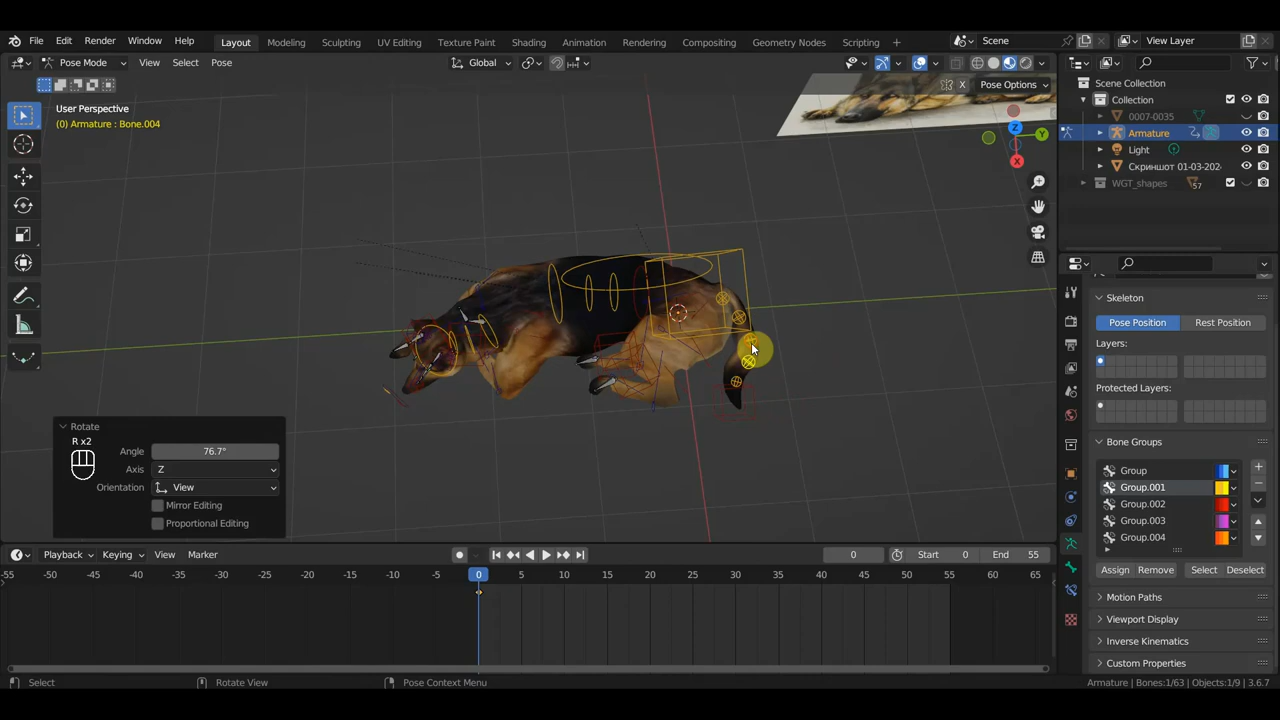 File Edit Render Window Help Layout Modeling Sculpting UV Editing Texture Paint Shading Animation Rendering Compositing Geometry Nodes Scripting + Scene View Layer
Pose Mode View Select Pose Global
Pose Options
User Perspective
(0) Armature : Bone.004
Scene Collection
Collection
0007-0035
Armature
Light
Скриншот 01-03-202
WGT_shapes 57
Z
Y
X
Skeleton
Pose Position Rest Position
Layers:
Protected Layers:
Bone Groups
Group
Group.001
Group.002
Group.003
Group.004
Assign Remove Select Deselect
Motion Paths
Viewport Display
Inverse Kinematics
Custom Properties
Rotate
R x2
Angle 76.7°
Axis Z
Orientation View
Mirror Editing
Proportional Editing
Playback Keying View Marker 0 Start 0 End 55
-55 -50 -45 -40 -35 -30 -25 -20 -15 -10 -5 0 5 10 15 20 25 30 35 40 45 50 55 60 65
Select Rotate View Pose Context Menu Armature | Bones:1/63 | Objects:1/9 | 3.6.7